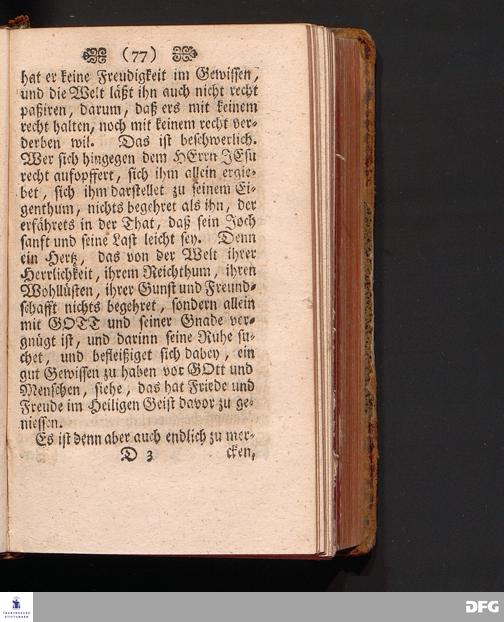 (77)
hat er keine Freudigkeit im Gewissen,
und die Welt läßt ihn auch nicht recht
paßiren, darum, daß ers mit keinem
recht halten, noch mit keinem recht ver-
derben wil. Das ist beschwerlich.
Wer sich hingegen dem HErrn JEsu
recht aufopffert, sich ihm allein ergie-
bet, sich ihm darstellet zu seinem Ei-
genthum, nichts begehret als ihn, der
erfährets in der That, daß sein Joch
sanft und seine Last leicht sey. Denn
ein Hertz, das von der Welt ihrer
Herrlichkeit, ihrem Reichthum, ihren
Wohllüsten, ihrer Gunst und Freund-
schafft nichts begehret, sondern allein
mit GOTT und seiner Gnade ver-
gnügt ist, und darinn seine Ruhe su-
chet, und befleißiget sich dabey, ein
gut Gewissen zu haben vor GOtt und
Menschen, siehe, das hat Friede und
Freude im Heiligen Geist davor zu ge-
niessen.
Es ist denn aber auch endlich zu mer-
D 3 cken,
FRANCKESCHE
STIFTUNGEN
DFG